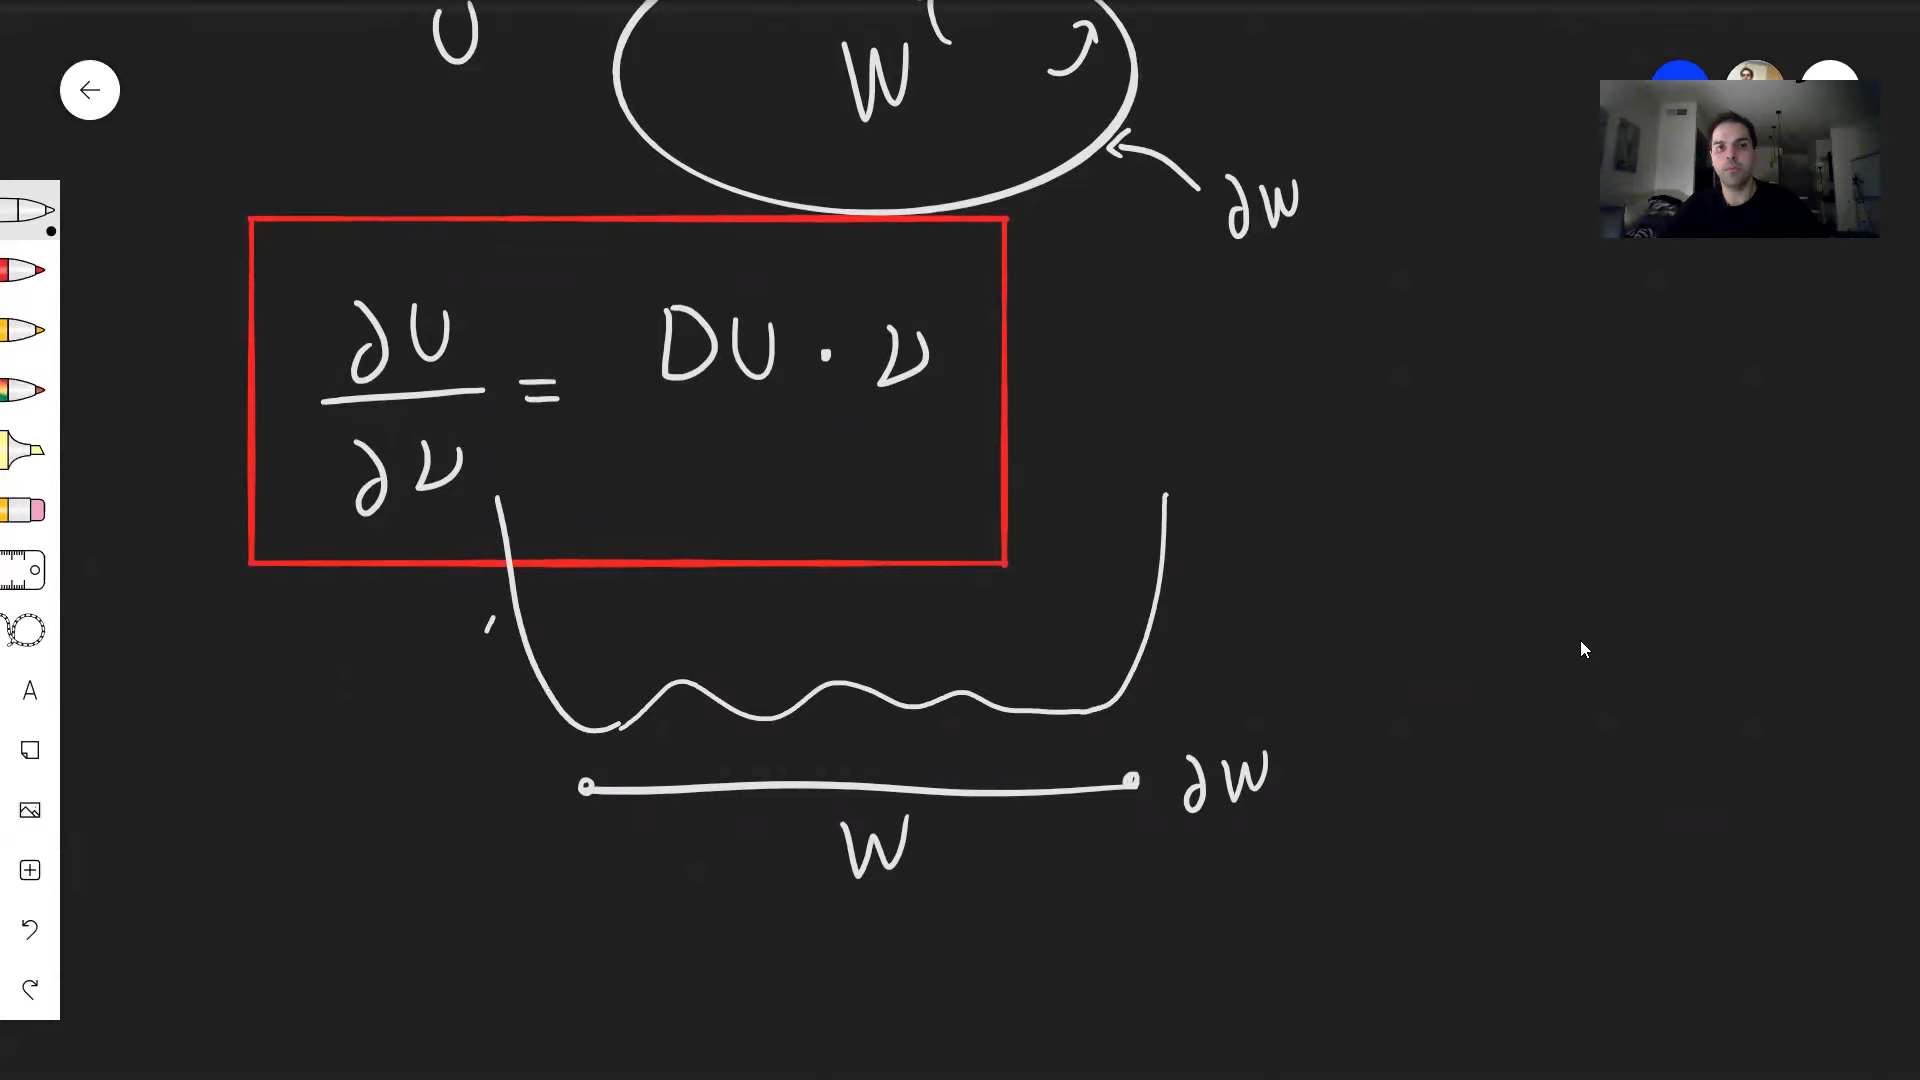 U
W
∂W
∂U
DU · ν
=
∂ν
∂W
W
A